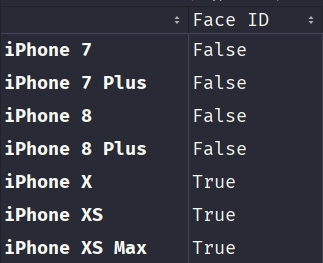 Face ID
iPhone 7 False
iPhone 7 Plus False
iPhone 8 False
iPhone 8 Plus False
iPhone X True
iPhone XS True
iPhone XS Max True